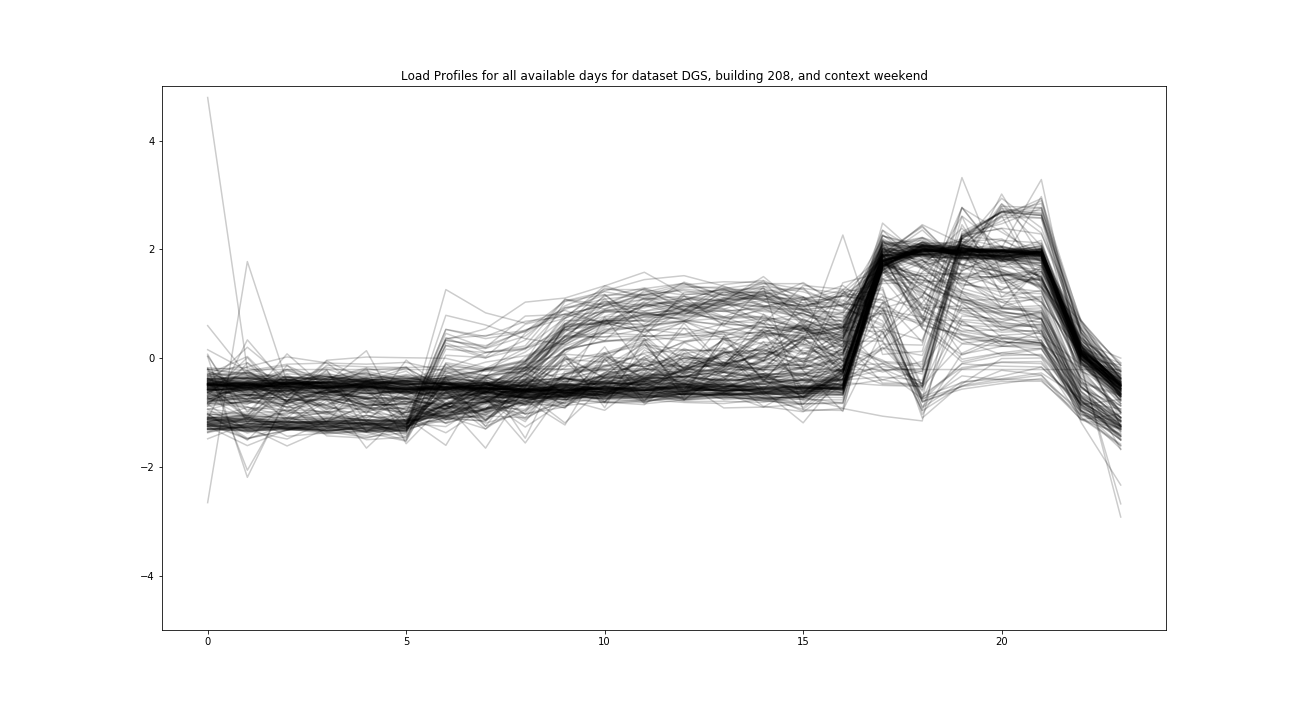 Load Profiles for all available days for dataset DGS, building 208, and context weekend
4
2
0
−2
−4
0 5 10 15 20